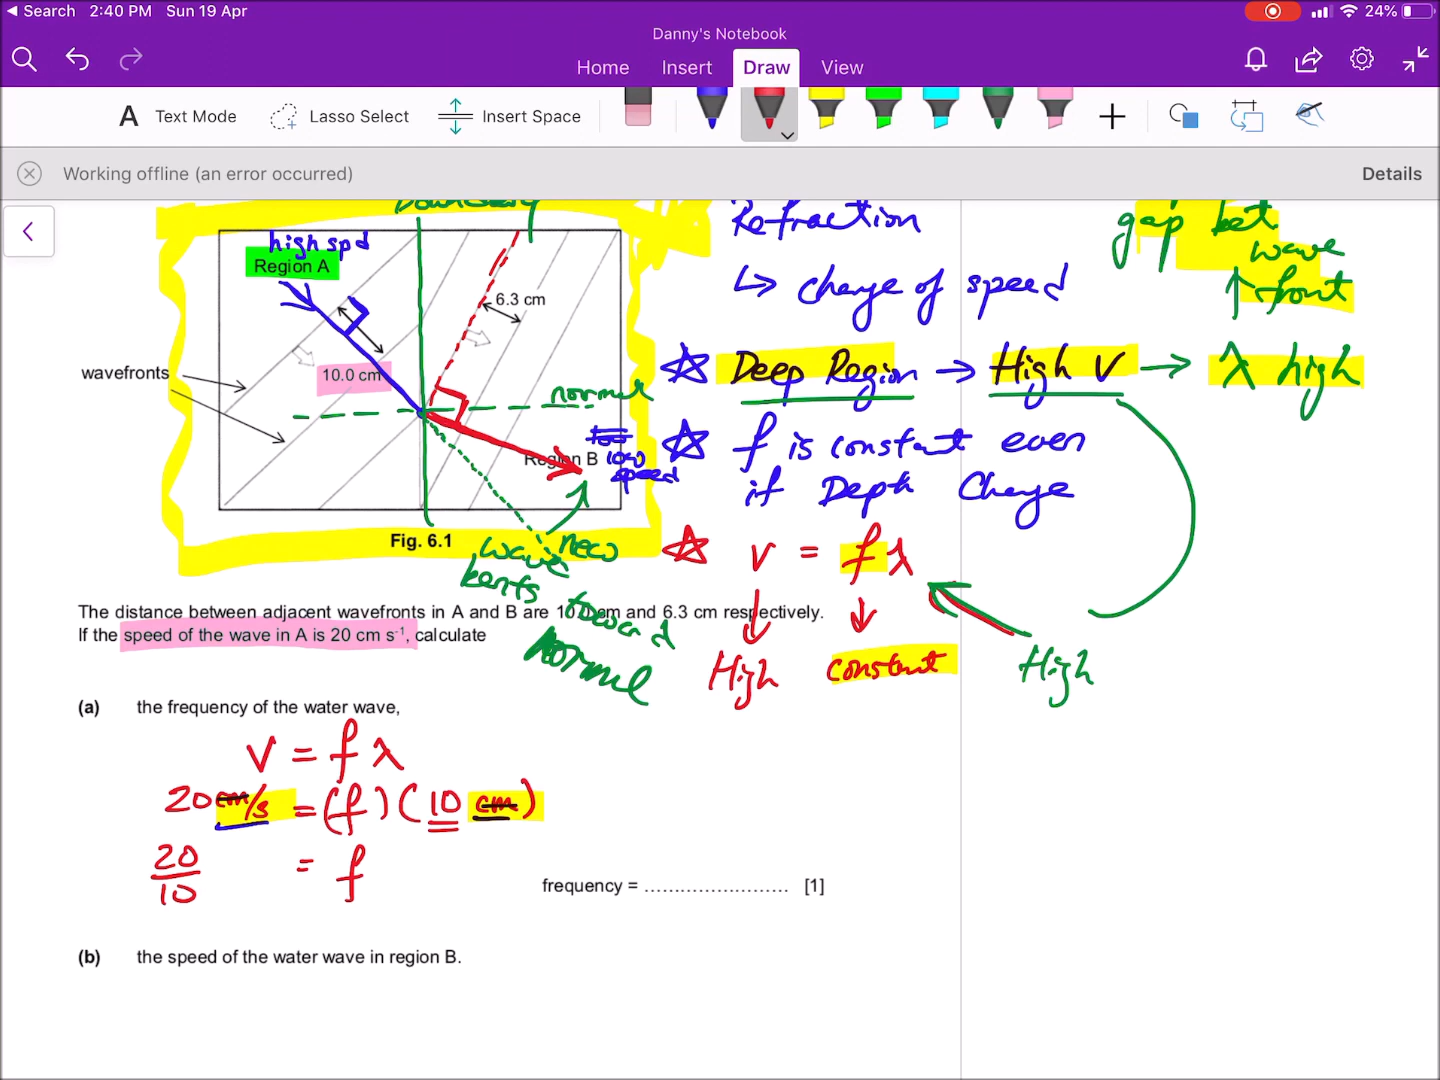 Search 2:40 PM Sun 19 Apr 24%
Danny's Notebook
Home Insert Draw View
A Text Mode Lasso Select Insert Space
Working offline (an error occurred) Details
Refraction
gap bet
wave
front
high spd
Region A
6.3 cm
↳ change of speed
wavefronts
10.0 cm
normal
☆ Deep Region → High V → λ high
☆ f is constant even
if Depth Change
Region B
low
speed
Fig. 6.1
wave
bents toward
normal
new
☆ v = f λ
The distance between adjacent wavefronts in A and B are 10.0 cm and 6.3 cm respectively.
If the speed of the wave in A is 20 cm s⁻¹, calculate
High constant High
(a) the frequency of the water wave,
v = f λ
20 cm/s = (f) (10 cm)
20/10 = f
frequency = ........................ [1]
(b) the speed of the water wave in region B.